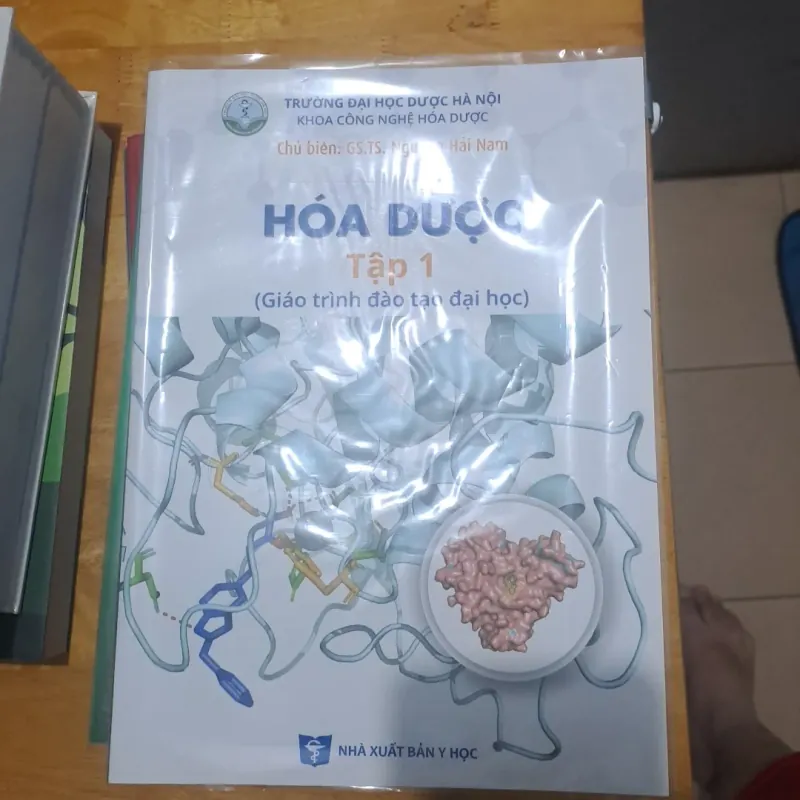 TRƯỜNG ĐẠI HỌC DƯỢC HÀ NỘI
KHOA CÔNG NGHỆ HÓA DƯỢC
Chủ biên: GS.TS. Hải Nam
HÓA DƯỢC
Tập 1
(Giáo trình đào tạo đại học)
NHÀ XUẤT BẢN Y HỌC